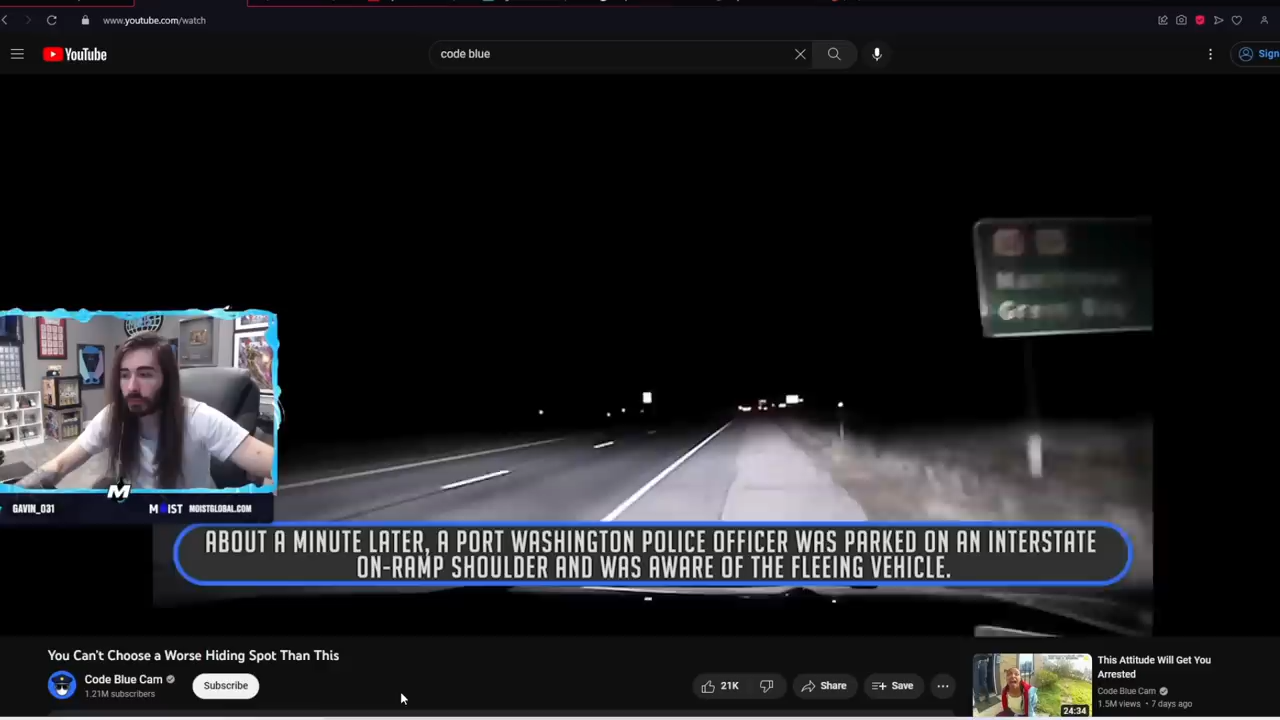 www.youtube.com/watch
YouTube
code blue
Sign
GAVIN_031
M
MOIST
MOISTGLOBAL.COM
ABOUT A MINUTE LATER, A PORT WASHINGTON POLICE OFFICER WAS PARKED ON AN INTERSTATE
ON-RAMP SHOULDER AND WAS AWARE OF THE FLEEING VEHICLE.
You Can't Choose a Worse Hiding Spot Than This
Code Blue Cam
1.21M subscribers
Subscribe
21K
Share
Save
This Attitude Will Get You
Arrested
Code Blue Cam
1.5M views • 7 days ago
24:34